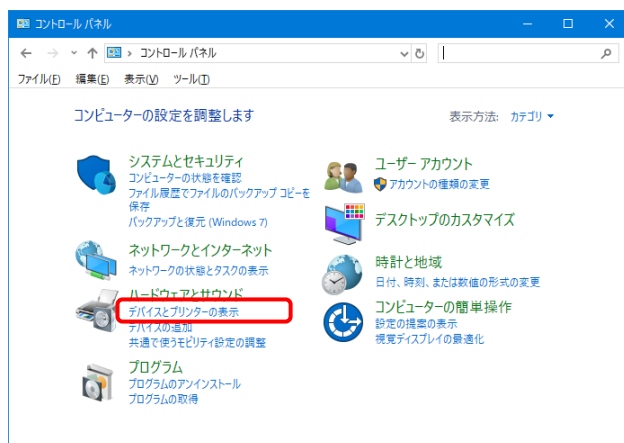 コントロール パネル
コントロール パネル
ファイル(F) 編集(E) 表示(V) ツール(T)
コンピューターの設定を調整します
表示方法: カテゴリ
システムとセキュリティ
コンピューターの状態を確認
ファイル履歴でファイルのバックアップ コピーを
保存
バックアップと復元 (Windows 7)
ネットワークとインターネット
ネットワークの状態とタスクの表示
ハードウェアとサウンド
デバイスとプリンターの表示
デバイスの追加
共通で使うモビリティ設定の調整
プログラム
プログラムのアンインストール
プログラムの取得
ユーザー アカウント
アカウントの種類の変更
デスクトップのカスタマイズ
時計と地域
日付、時刻、または数値の形式の変更
コンピューターの簡単操作
設定の提案の表示
視覚ディスプレイの最適化